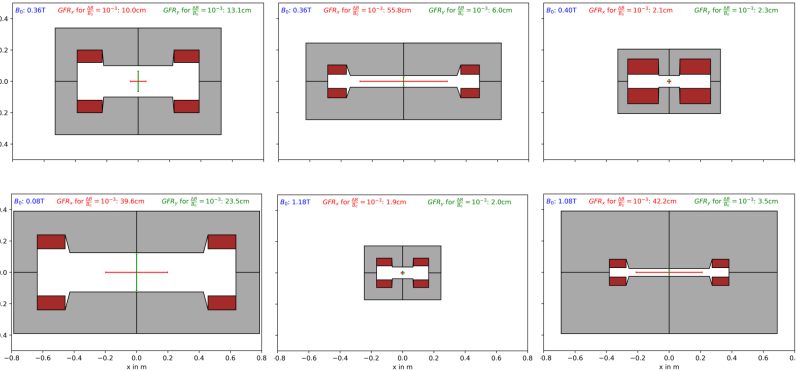 B₀: 0.36T GFRₓ for ΔB/B₀ = 10⁻³: 10.0cm GFRᵧ for ΔB/B₀ = 10⁻³: 13.1cm
B₀: 0.36T GFRₓ for ΔB/B₀ = 10⁻³: 55.8cm GFRᵧ for ΔB/B₀ = 10⁻³: 6.0cm
B₀: 0.40T GFRₓ for ΔB/B₀ = 10⁻³: 2.1cm GFRᵧ for ΔB/B₀ = 10⁻³: 2.3cm
0.4
0.2
0.0
0.2
0.4
B₀: 0.08T GFRₓ for ΔB/B₀ = 10⁻³: 39.6cm GFRᵧ for ΔB/B₀ = 10⁻³: 23.5cm
B₀: 1.18T GFRₓ for ΔB/B₀ = 10⁻³: 1.9cm GFRᵧ for ΔB/B₀ = 10⁻³: 2.0cm
B₀: 1.08T GFRₓ for ΔB/B₀ = 10⁻³: 42.2cm GFRᵧ for ΔB/B₀ = 10⁻³: 3.5cm
0.4
0.2
0.0
0.2
0.4
−0.8 −0.6 −0.4 −0.2 0.0 0.2 0.4 0.6 0.8
x in m
−0.6 −0.4 −0.2 0.0 0.2 0.4 0.6 0.8
x in m
−0.8 −0.6 −0.4 −0.2 0.0 0.2 0.4 0.6 0.8
x in m